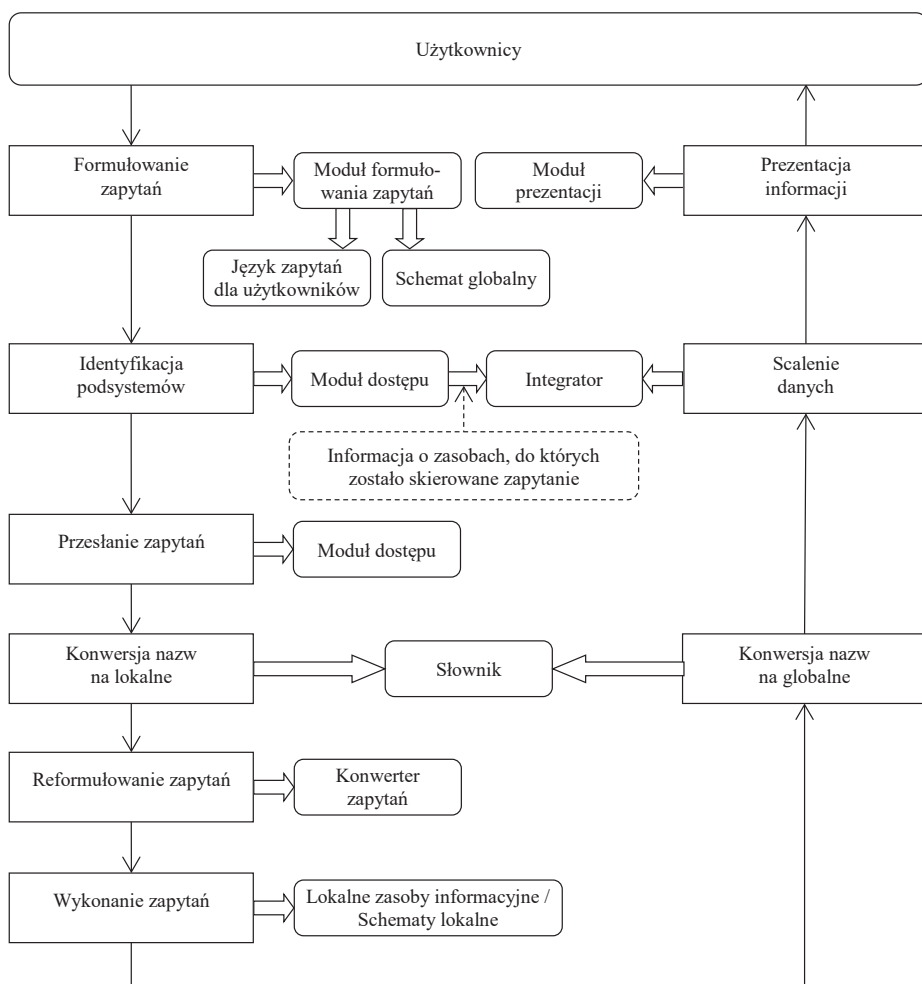 Użytkownicy
Formułowanie
zapytań
Moduł formuło-
wania zapytań
Moduł
prezentacji
Prezentacja
informacji
Język zapytań
dla użytkowników
Schemat globalny
Identyfikacja
podsystemów
Moduł dostępu
Integrator
Scalenie
danych
Informacja o zasobach, do których
zostało skierowane zapytanie
Przesłanie zapytań
Moduł dostępu
Konwersja nazw
na lokalne
Słownik
Konwersja nazw
na globalne
Reformułowanie zapytań
Konwerter
zapytań
Wykonanie zapytań
Lokalne zasoby informacyjne /
Schematy lokalne